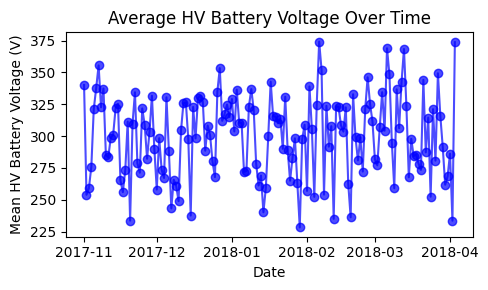 Average HV Battery Voltage Over Time
Mean HV Battery Voltage (V)
375
350
325
300
275
250
225
2017-11 2017-12 2018-01 2018-02 2018-03 2018-04
Date